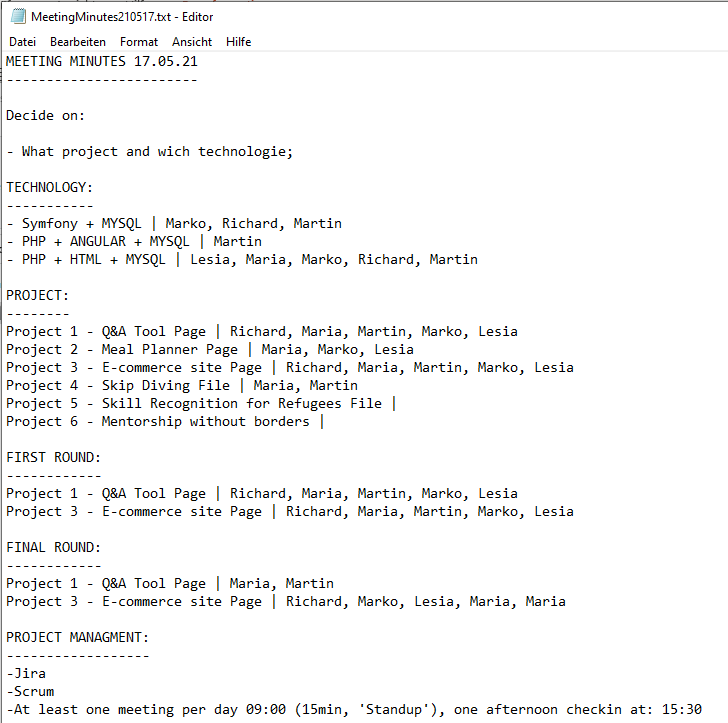 MeetingMinutes210517.txt - Editor
Datei Bearbeiten Format Ansicht Hilfe
MEETING MINUTES 17.05.21
------------------------
Decide on:
- What project and wich technologie;
TECHNOLOGY:
-----------
- Symfony + MYSQL | Marko, Richard, Martin
- PHP + ANGULAR + MYSQL | Martin
- PHP + HTML + MYSQL | Lesia, Maria, Marko, Richard, Martin
PROJECT:
--------
Project 1 - Q&A Tool Page | Richard, Maria, Martin, Marko, Lesia
Project 2 - Meal Planner Page | Maria, Marko, Lesia
Project 3 - E-commerce site Page | Richard, Maria, Martin, Marko, Lesia
Project 4 - Skip Diving File | Maria, Martin
Project 5 - Skill Recognition for Refugees File |
Project 6 - Mentorship without borders |
FIRST ROUND:
------------
Project 1 - Q&A Tool Page | Richard, Maria, Martin, Marko, Lesia
Project 3 - E-commerce site Page | Richard, Maria, Martin, Marko, Lesia
FINAL ROUND:
------------
Project 1 - Q&A Tool Page | Maria, Martin
Project 3 - E-commerce site Page | Richard, Marko, Lesia, Maria, Maria
PROJECT MANAGMENT:
------------------
-Jira
-Scrum
-At least one meeting per day 09:00 (15min, 'Standup'), one afternoon checkin at: 15:30